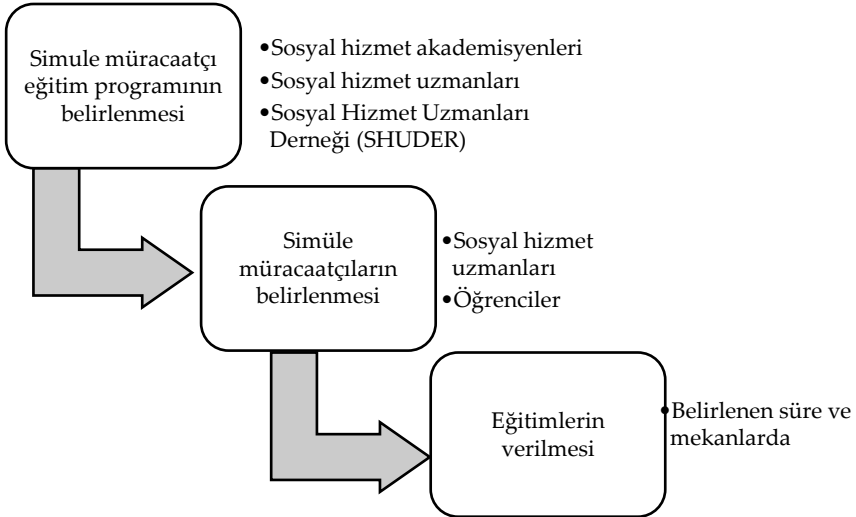 Simule müracaatçı
eğitim programının
belirlenmesi
•Sosyal hizmet akademisyenleri
•Sosyal hizmet uzmanları
•Sosyal Hizmet Uzmanları
Derneği (SHUDER)
Simüle
müracaatçıların
belirlenmesi
•Sosyal hizmet
uzmanları
•Öğrenciler
Eğitimlerin
verilmesi
•Belirlenen süre ve
mekanlarda